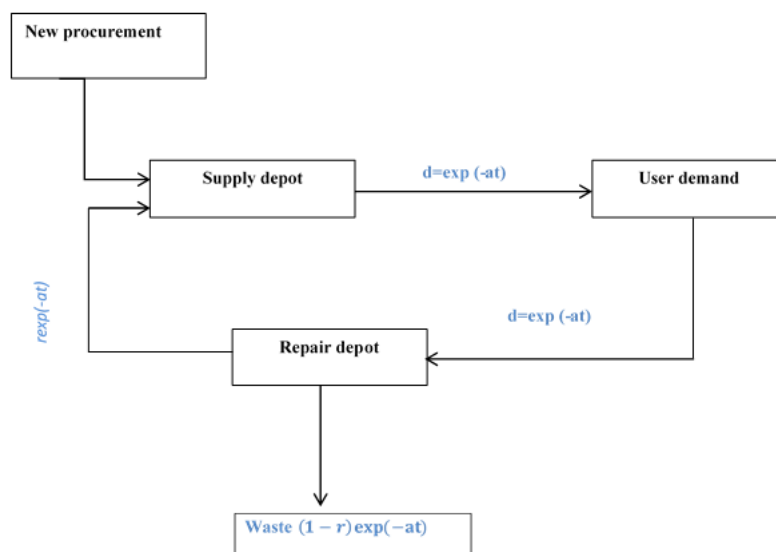 New procurement
Supply depot
d=exp (-at)
User demand
rexp(-at)
d=exp (-at)
Repair depot
Waste (1 − r) exp(−at)